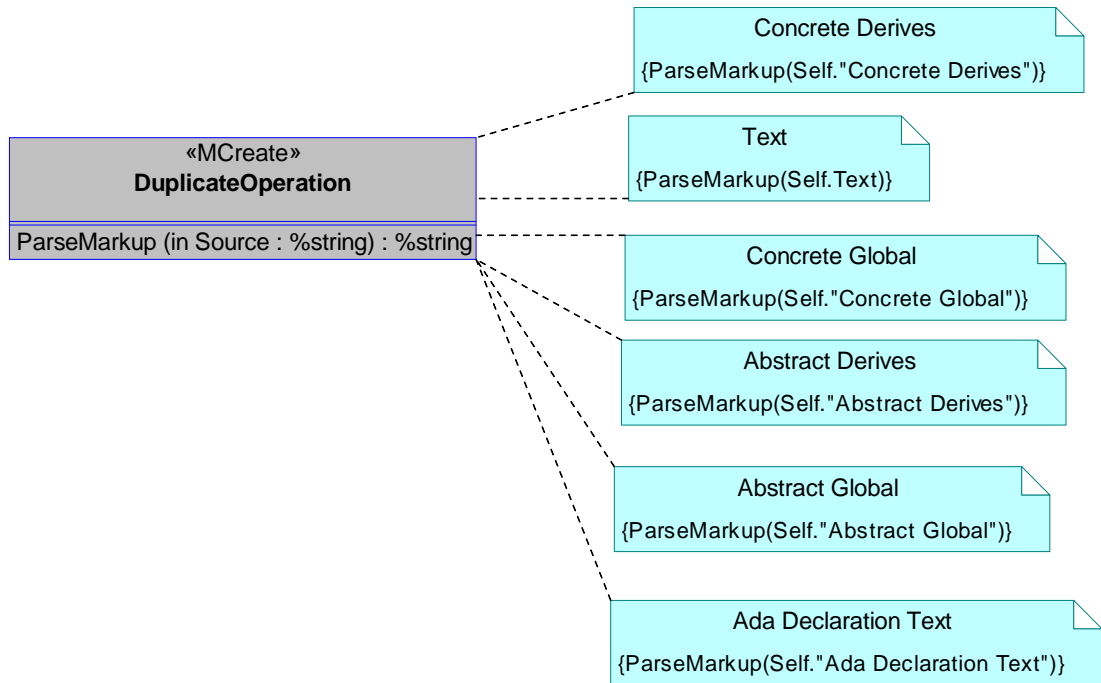 Concrete Derives
{ParseMarkup(Self."Concrete Derives")}
«MCreate»
DuplicateOperation
ParseMarkup (in Source : %string) : %string
Text
{ParseMarkup(Self.Text)}
Concrete Global
{ParseMarkup(Self."Concrete Global")}
Abstract Derives
{ParseMarkup(Self."Abstract Derives")}
Abstract Global
{ParseMarkup(Self."Abstract Global")}
Ada Declaration Text
{ParseMarkup(Self."Ada Declaration Text")}